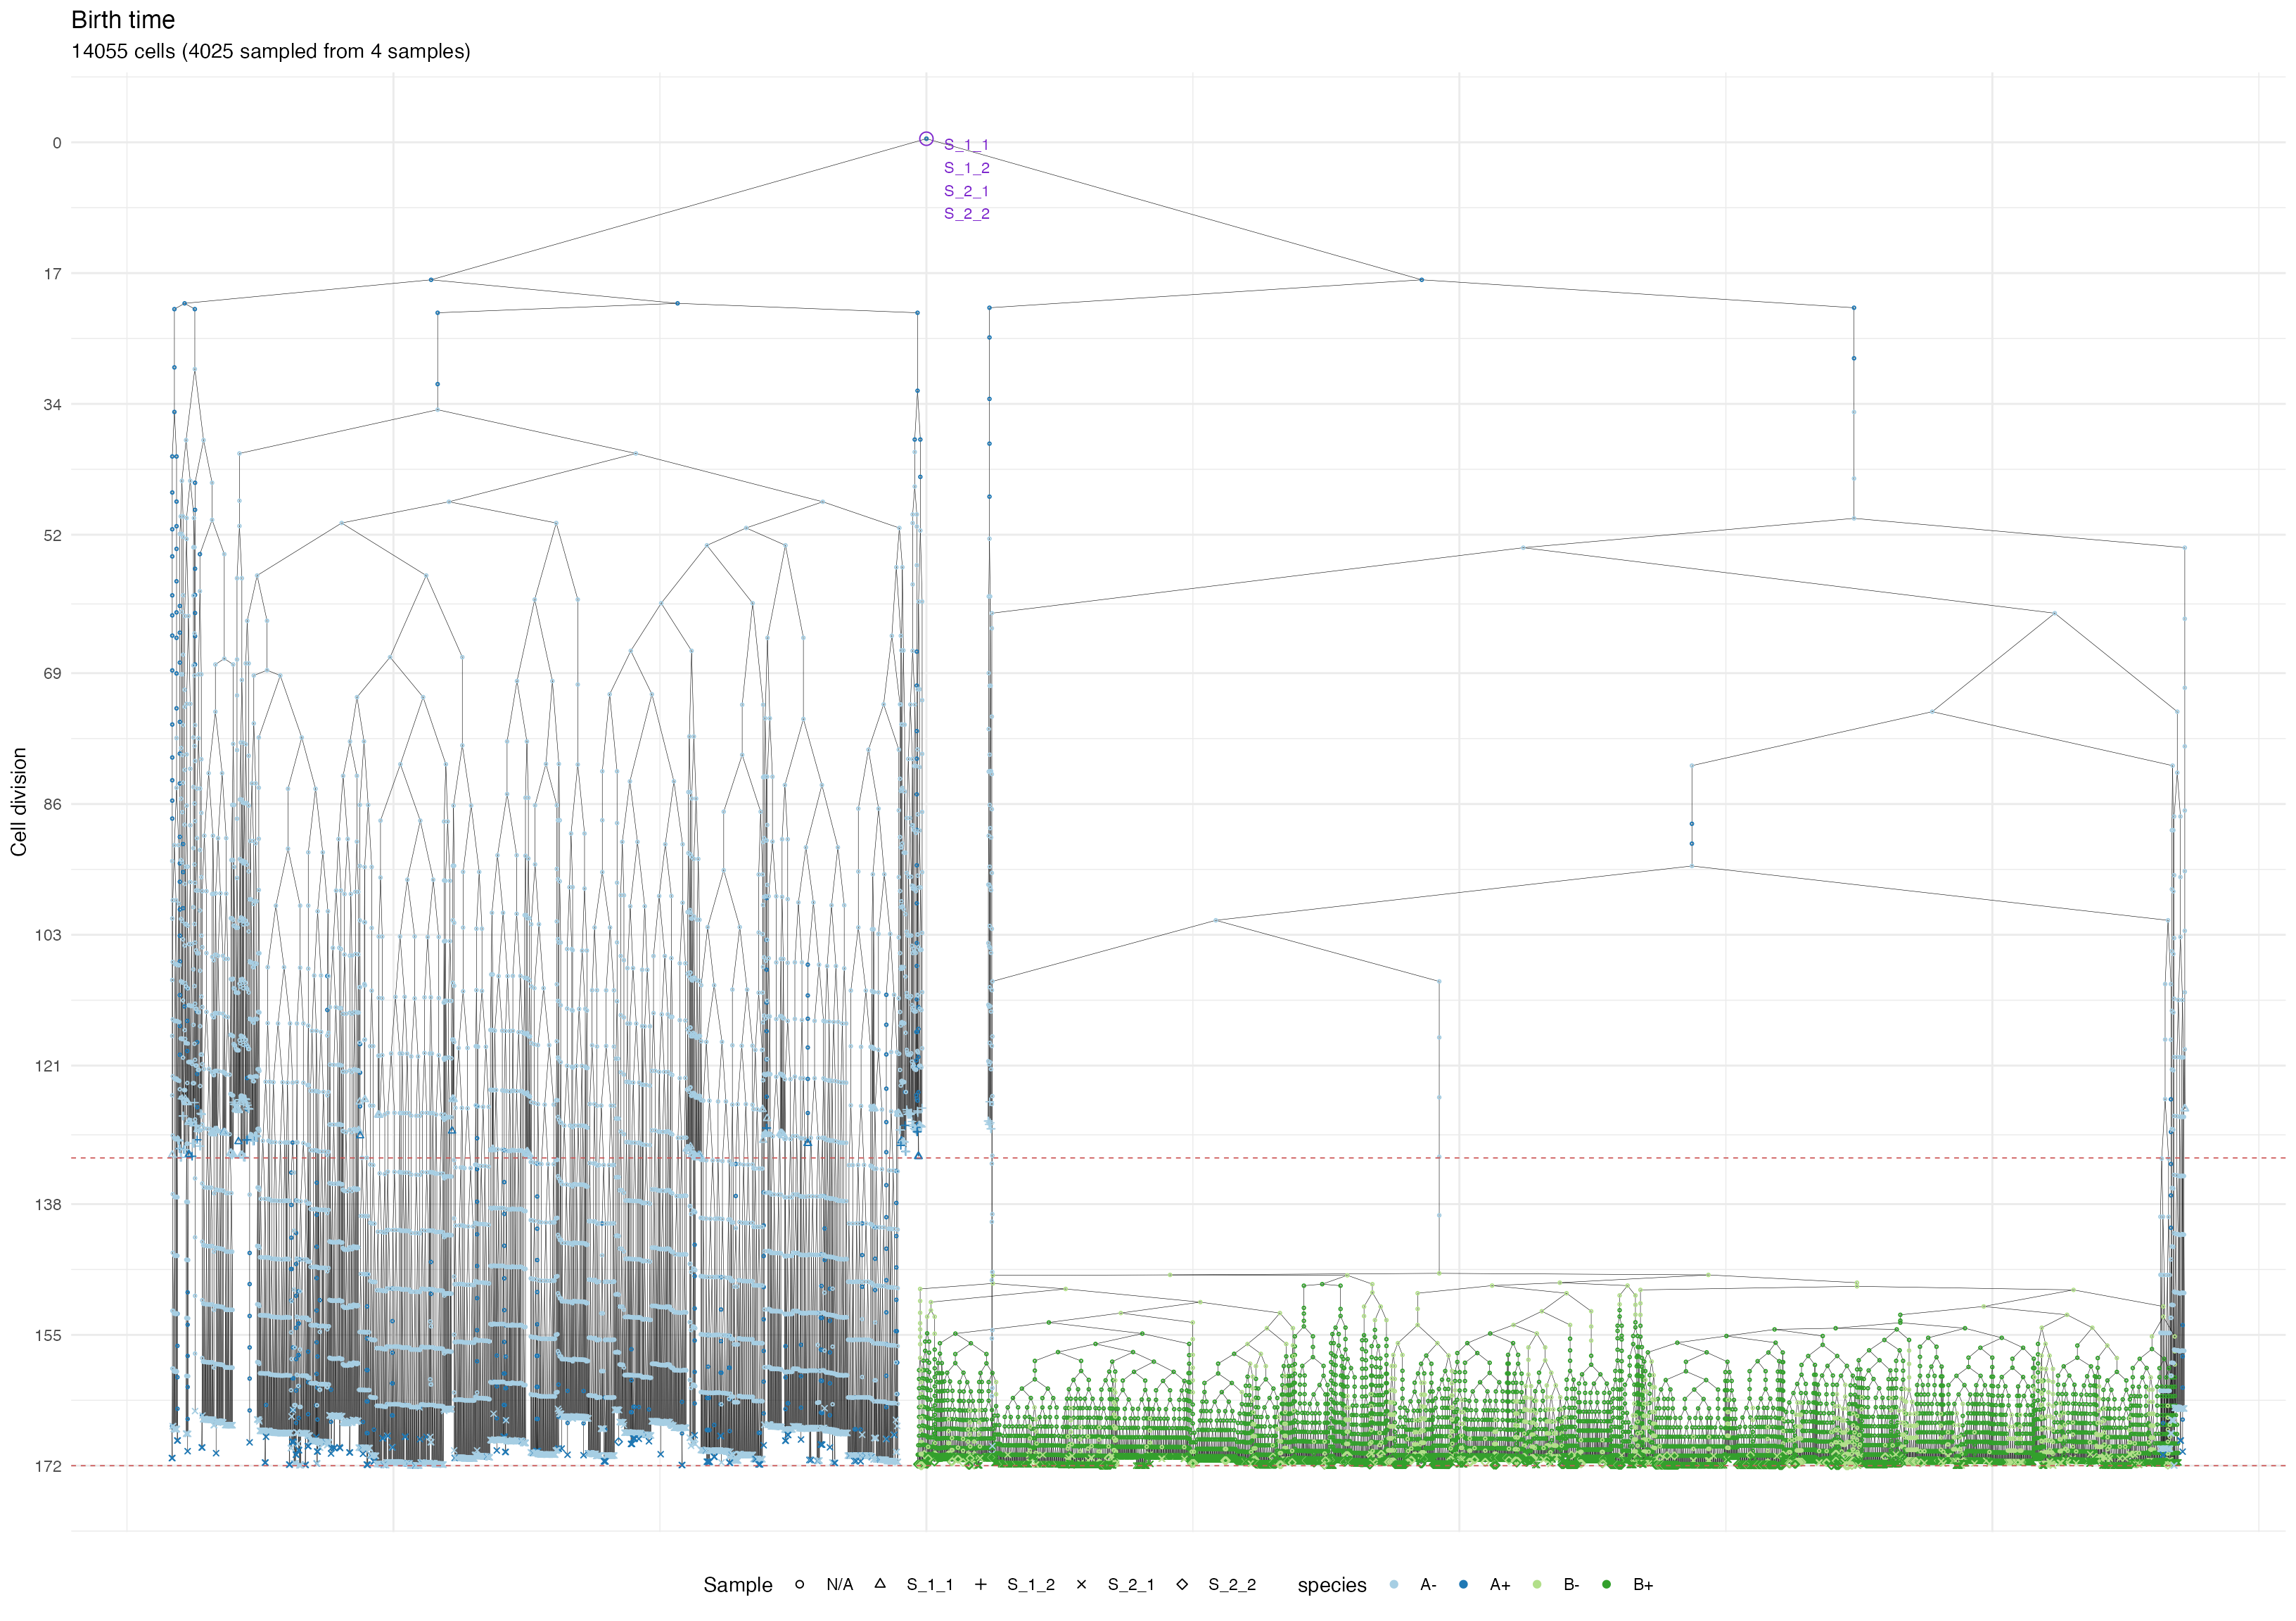 Birth time
14055 cells (4025 sampled from 4 samples)
S_1_1
S_1_2
S_2_1
S_2_2
0
17
34
52
69
86
103
121
138
155
172
Cell division
Sample N/A S_1_1 S_1_2 S_2_1 S_2_2 species A- A+ B- B+